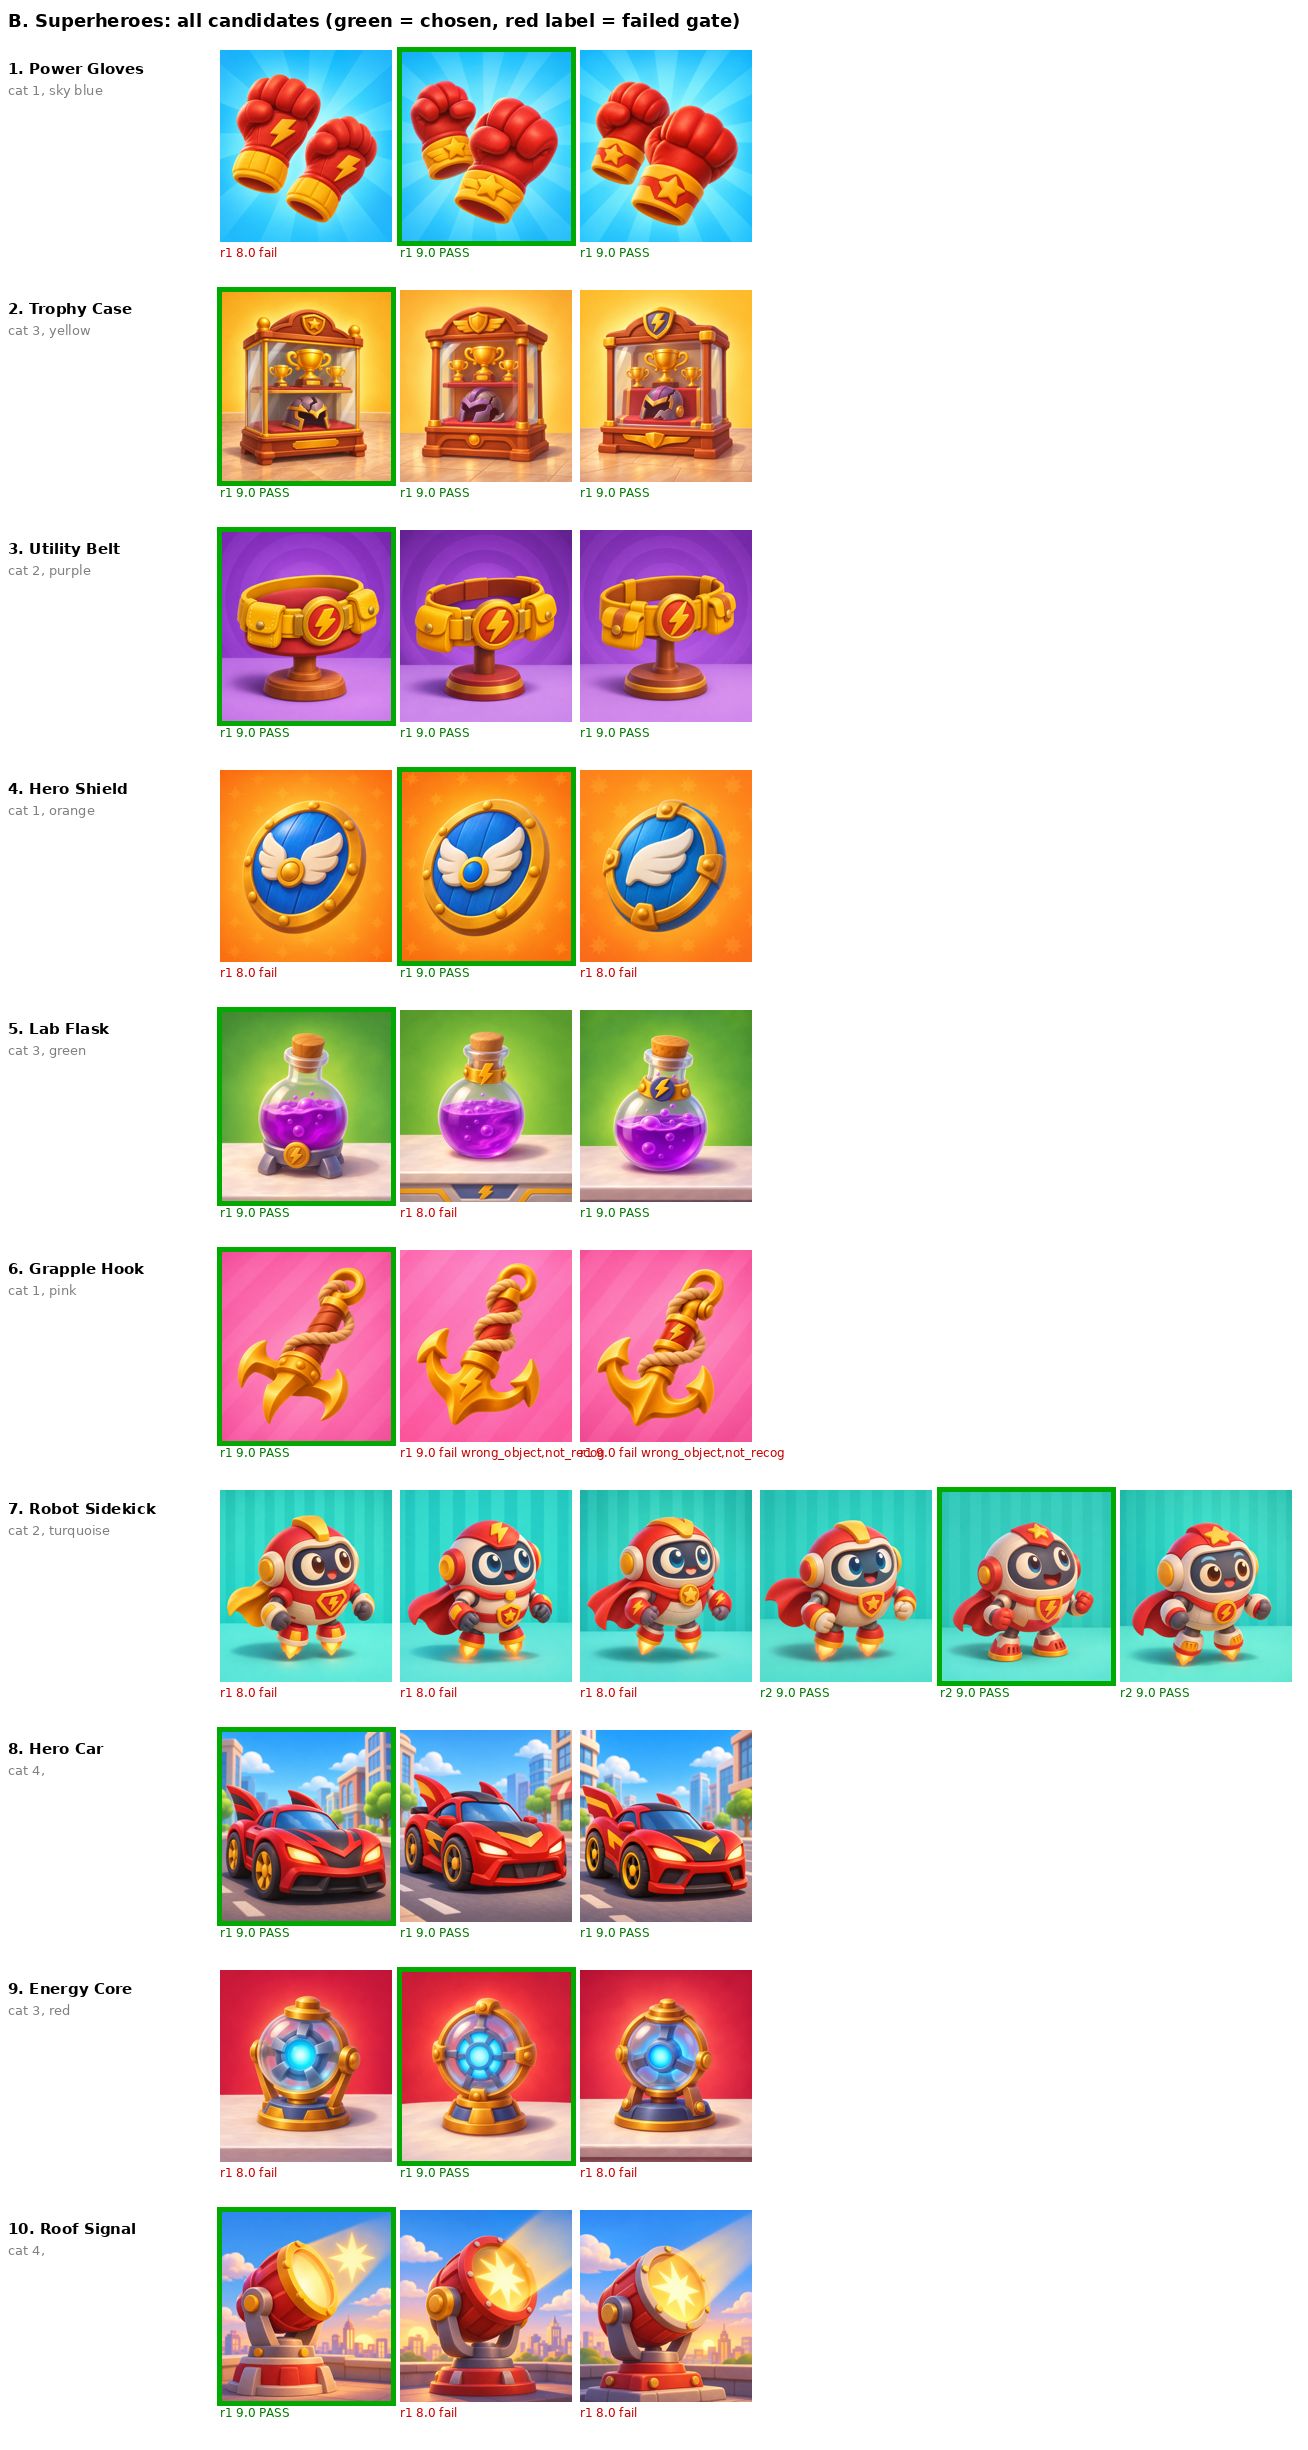 B. Superheroes: all candidates (green = chosen, red label = failed gate)
1. Power Gloves
cat 1, sky blue
r1 8.0 fail
r1 9.0 PASS
r1 9.0 PASS
2. Trophy Case
cat 3, yellow
r1 9.0 PASS
r1 9.0 PASS
r1 9.0 PASS
3. Utility Belt
cat 2, purple
r1 9.0 PASS
r1 9.0 PASS
r1 9.0 PASS
4. Hero Shield
cat 1, orange
r1 8.0 fail
r1 9.0 PASS
r1 8.0 fail
5. Lab Flask
cat 3, green
r1 9.0 PASS
r1 8.0 fail
r1 9.0 PASS
6. Grapple Hook
cat 1, pink
r1 9.0 PASS
r1 9.0 fail wrong_object,not_recog
r1 9.0 fail wrong_object,not_recog
7. Robot Sidekick
cat 2, turquoise
r1 8.0 fail
r1 8.0 fail
r1 8.0 fail
r2 9.0 PASS
r2 9.0 PASS
r2 9.0 PASS
8. Hero Car
cat 4,
r1 9.0 PASS
r1 9.0 PASS
r1 9.0 PASS
9. Energy Core
cat 3, red
r1 8.0 fail
r1 9.0 PASS
r1 8.0 fail
10. Roof Signal
cat 4,
r1 9.0 PASS
r1 8.0 fail
r1 8.0 fail